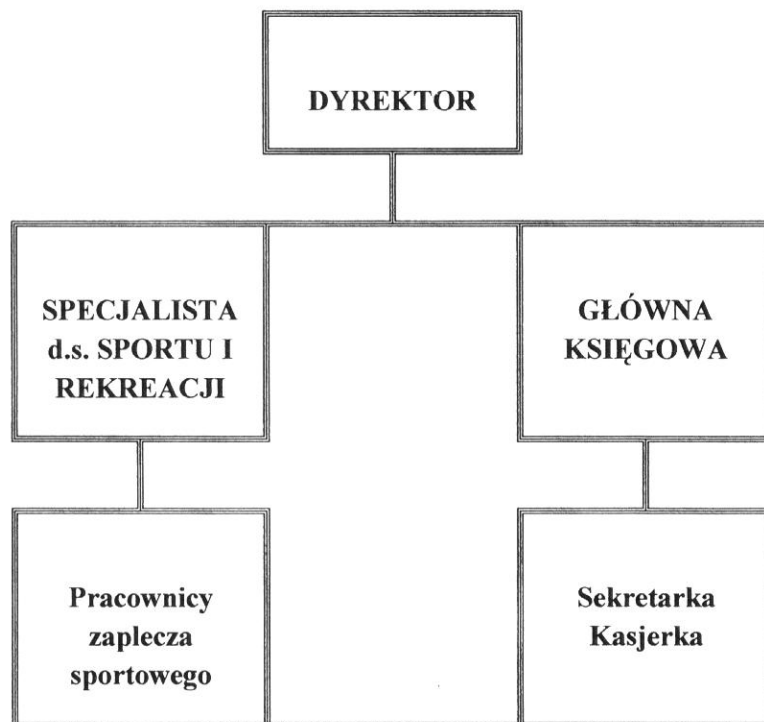 DYREKTOR
SPECJALISTA
d.s. SPORTU I
REKREACJI
GŁÓWNA
KSIĘGOWA
Pracownicy
zaplecza
sportowego
Sekretarka
Kasjerka